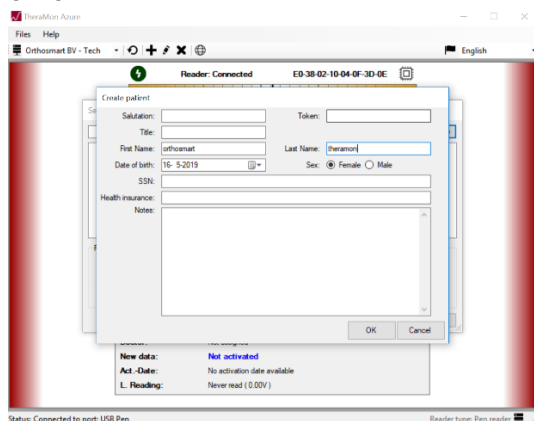 TheraMon Azure
Files Help
Orthosmart BV - Tech English
Reader: Connected E0-38-02-10-04-0F-3D-0E
Create patient
Salutation: Token:
Title:
First Name: orthosmart Last Name: theramon
Date of birth: 16- 5-2019 Sex: Female Male
SSN:
Health insurance:
Notes:
OK Cancel
New data: Not activated
Act.-Date: No activation date available
L. Reading: Never read ( 0.00V )
Status: Connected to port: USB Pen Reader type: Pen reader